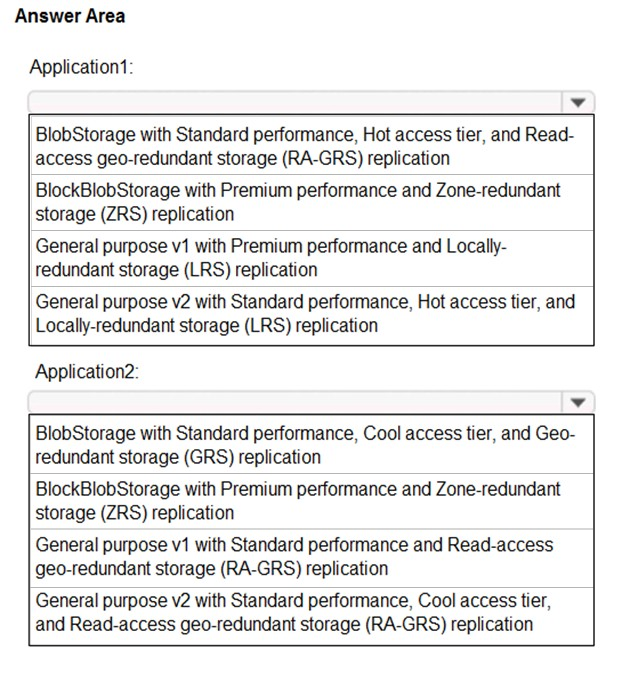 Answer Area
Application1:
BlobStorage with Standard performance, Hot access tier, and Read-
access geo-redundant storage (RA-GRS) replication
BlockBlobStorage with Premium performance and Zone-redundant
storage (ZRS) replication
General purpose v1 with Premium performance and Locally-
redundant storage (LRS) replication
General purpose v2 with Standard performance, Hot access tier, and
Locally-redundant storage (LRS) replication
Application2:
BlobStorage with Standard performance, Cool access tier, and Geo-
redundant storage (GRS) replication
BlockBlobStorage with Premium performance and Zone-redundant
storage (ZRS) replication
General purpose v1 with Standard performance and Read-access
geo-redundant storage (RA-GRS) replication
General purpose v2 with Standard performance, Cool access tier,
and Read-access geo-redundant storage (RA-GRS) replication